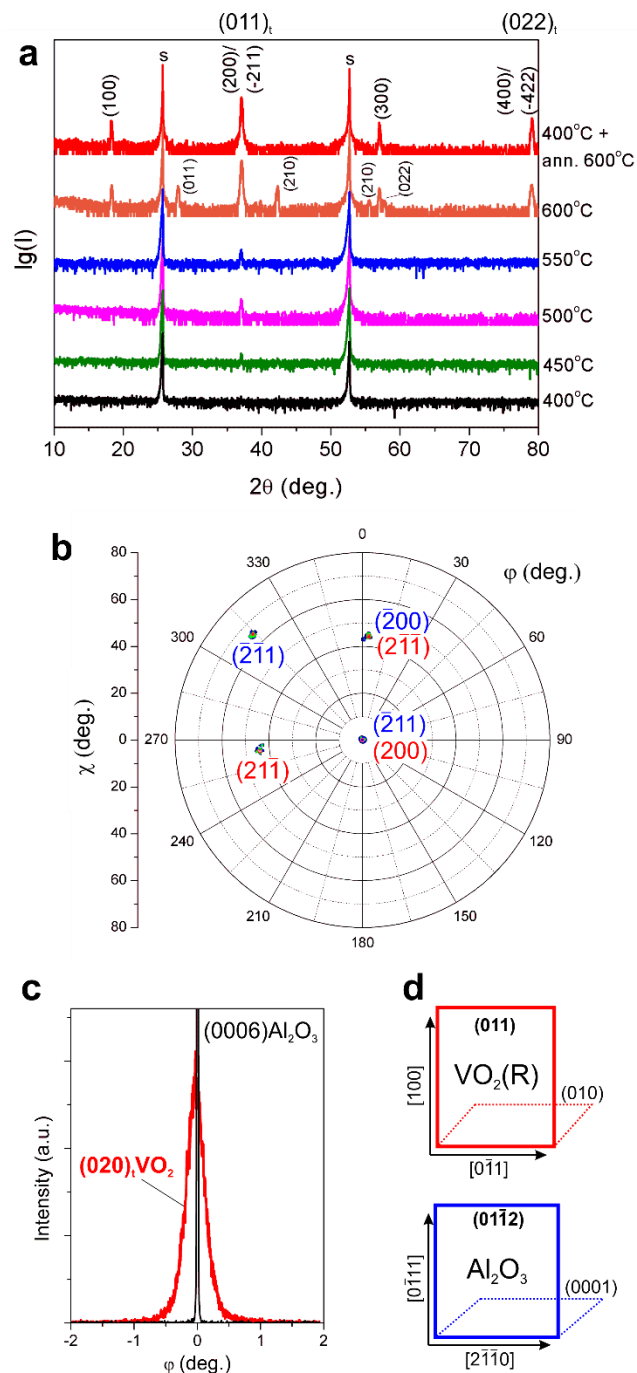 (011)t (022)t
a
(100)
s
(200)/
(-211)
s
(300)
(400)/
(-422)
400°C +
ann. 600°C
(011)
(210)
(210)
(022)
600°C
550°C
500°C
450°C
400°C
lg(I)
10 20 30 40 50 60 70 80
2θ (deg.)
b
φ (deg.)
χ (deg.)
80
60
40
20
0
20
40
60
80
0
30
60
90
120
150
180
210
240
270
300
330
(2̄11)
(2̄00)
(21̄1̄)
(2̄11)
(200)
(211̄)
c
(0006)Al₂O₃
(020)tVO₂
Intensity (a.u.)
-2 -1 0 1 2
φ (deg.)
d
(011)
VO₂(R)
(010)
[100]
[01̄1]
(011̄2)
Al₂O₃
(0001)
[01̄11]
[21̄1̄0]